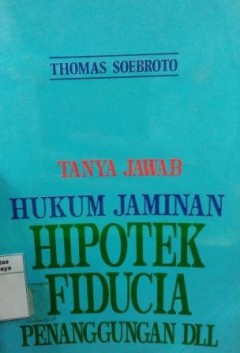 THOMAS SOEBROTO
TANYA JAWAB
HUKUM JAMINAN
HIPOTEK
FIDUCIA
PENANGGUNGAN DLL